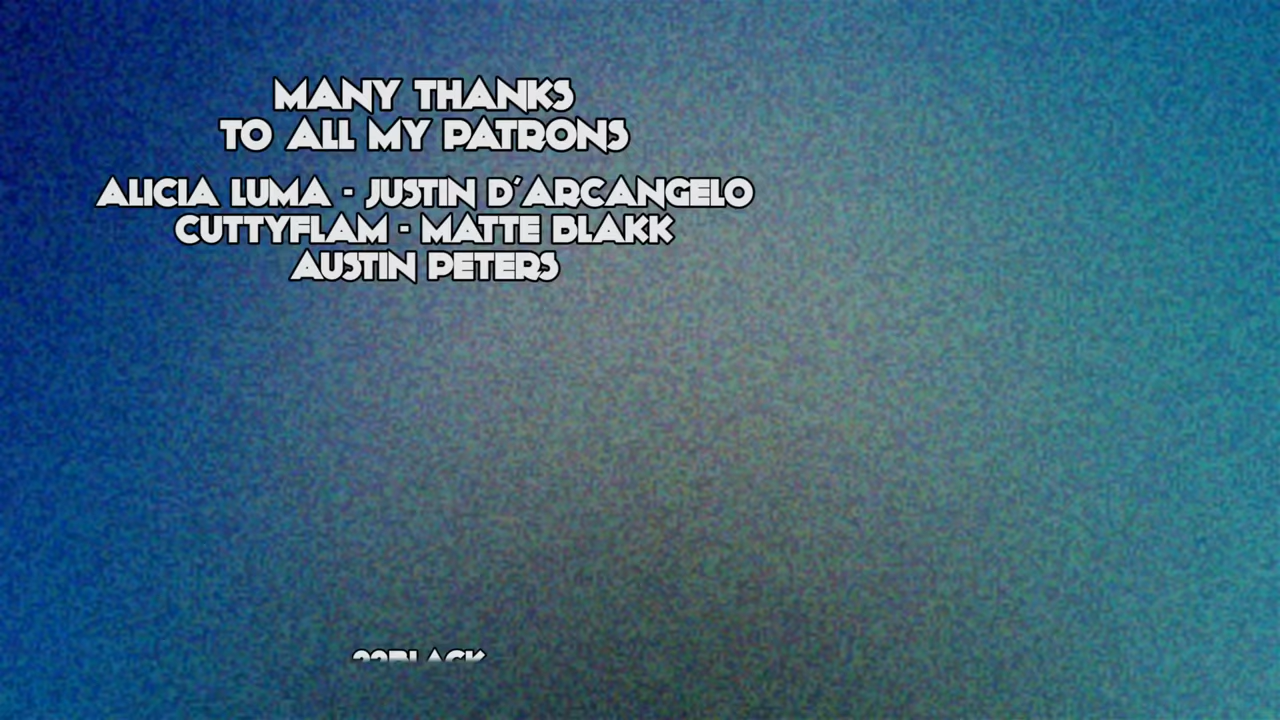 MANY THANKS
TO ALL MY PATRONS
ALICIA LUMA - JUSTIN D'ARCANGELO
CUTTYFLAM - MATTE BLAKK
AUSTIN PETERS